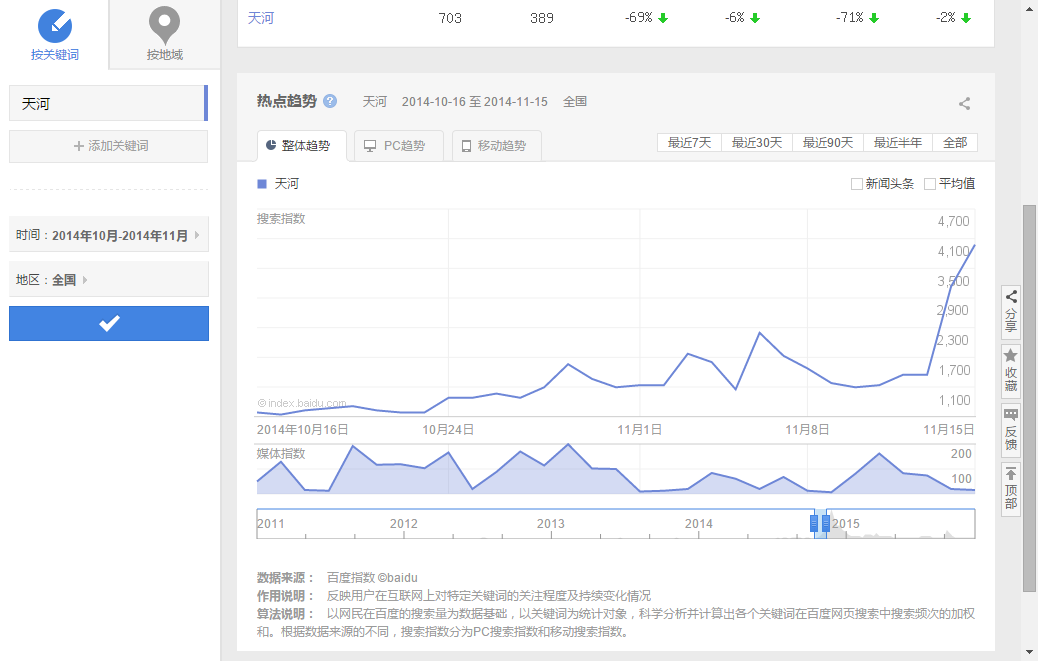 按关键词
按地域
天河
+ 添加关键词
时间：2014年10月-2014年11月
地区：全国
天河 703 389 -69% -6% -71% -2%
热点趋势 ? 天河 2014-10-16 至 2014-11-15 全国
整体趋势 PC趋势 移动趋势 最近7天 最近30天 最近90天 最近半年 全部
天河 新闻头条 平均值
搜索指数
4,700
4,100
3,500
2,900
2,300
1,700
1,100
©index.baidu.com
2014年10月16日 10月24日 11月1日 11月8日 11月15日
媒体指数
200
100
2011 2012 2013 2014 2015
数据来源： 百度指数 ©baidu
作用说明： 反映用户在互联网上对特定关键词的关注程度及持续变化情况
算法说明： 以网民在百度的搜索量为数据基础，以关键词为统计对象，科学分析并计算出各个关键词在百度网页搜索中搜索频次的加权
和。根据数据来源的不同，搜索指数分为PC搜索指数和移动搜索指数。
分享
收藏
反馈
顶部